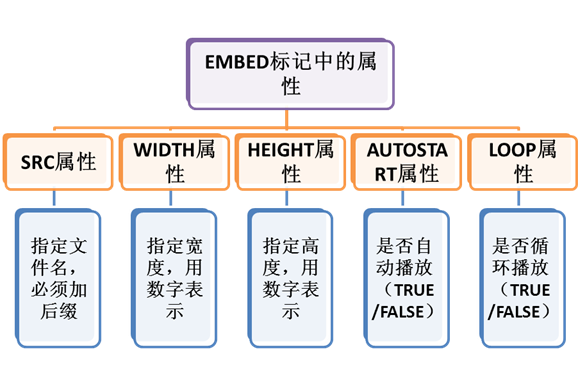 EMBED标记中的属
性
SRC属性
WIDTH属
性
HEIGHT属
性
AUTOSTA
RT属性
LOOP属
性
指定文
件名，
必须加
后缀
指定宽
度，用
数字表
示
指定高
度，用
数字表
示
是否自
动播放
（TRUE
/FALSE）
是否循
环播放
（TRUE
/FALSE）